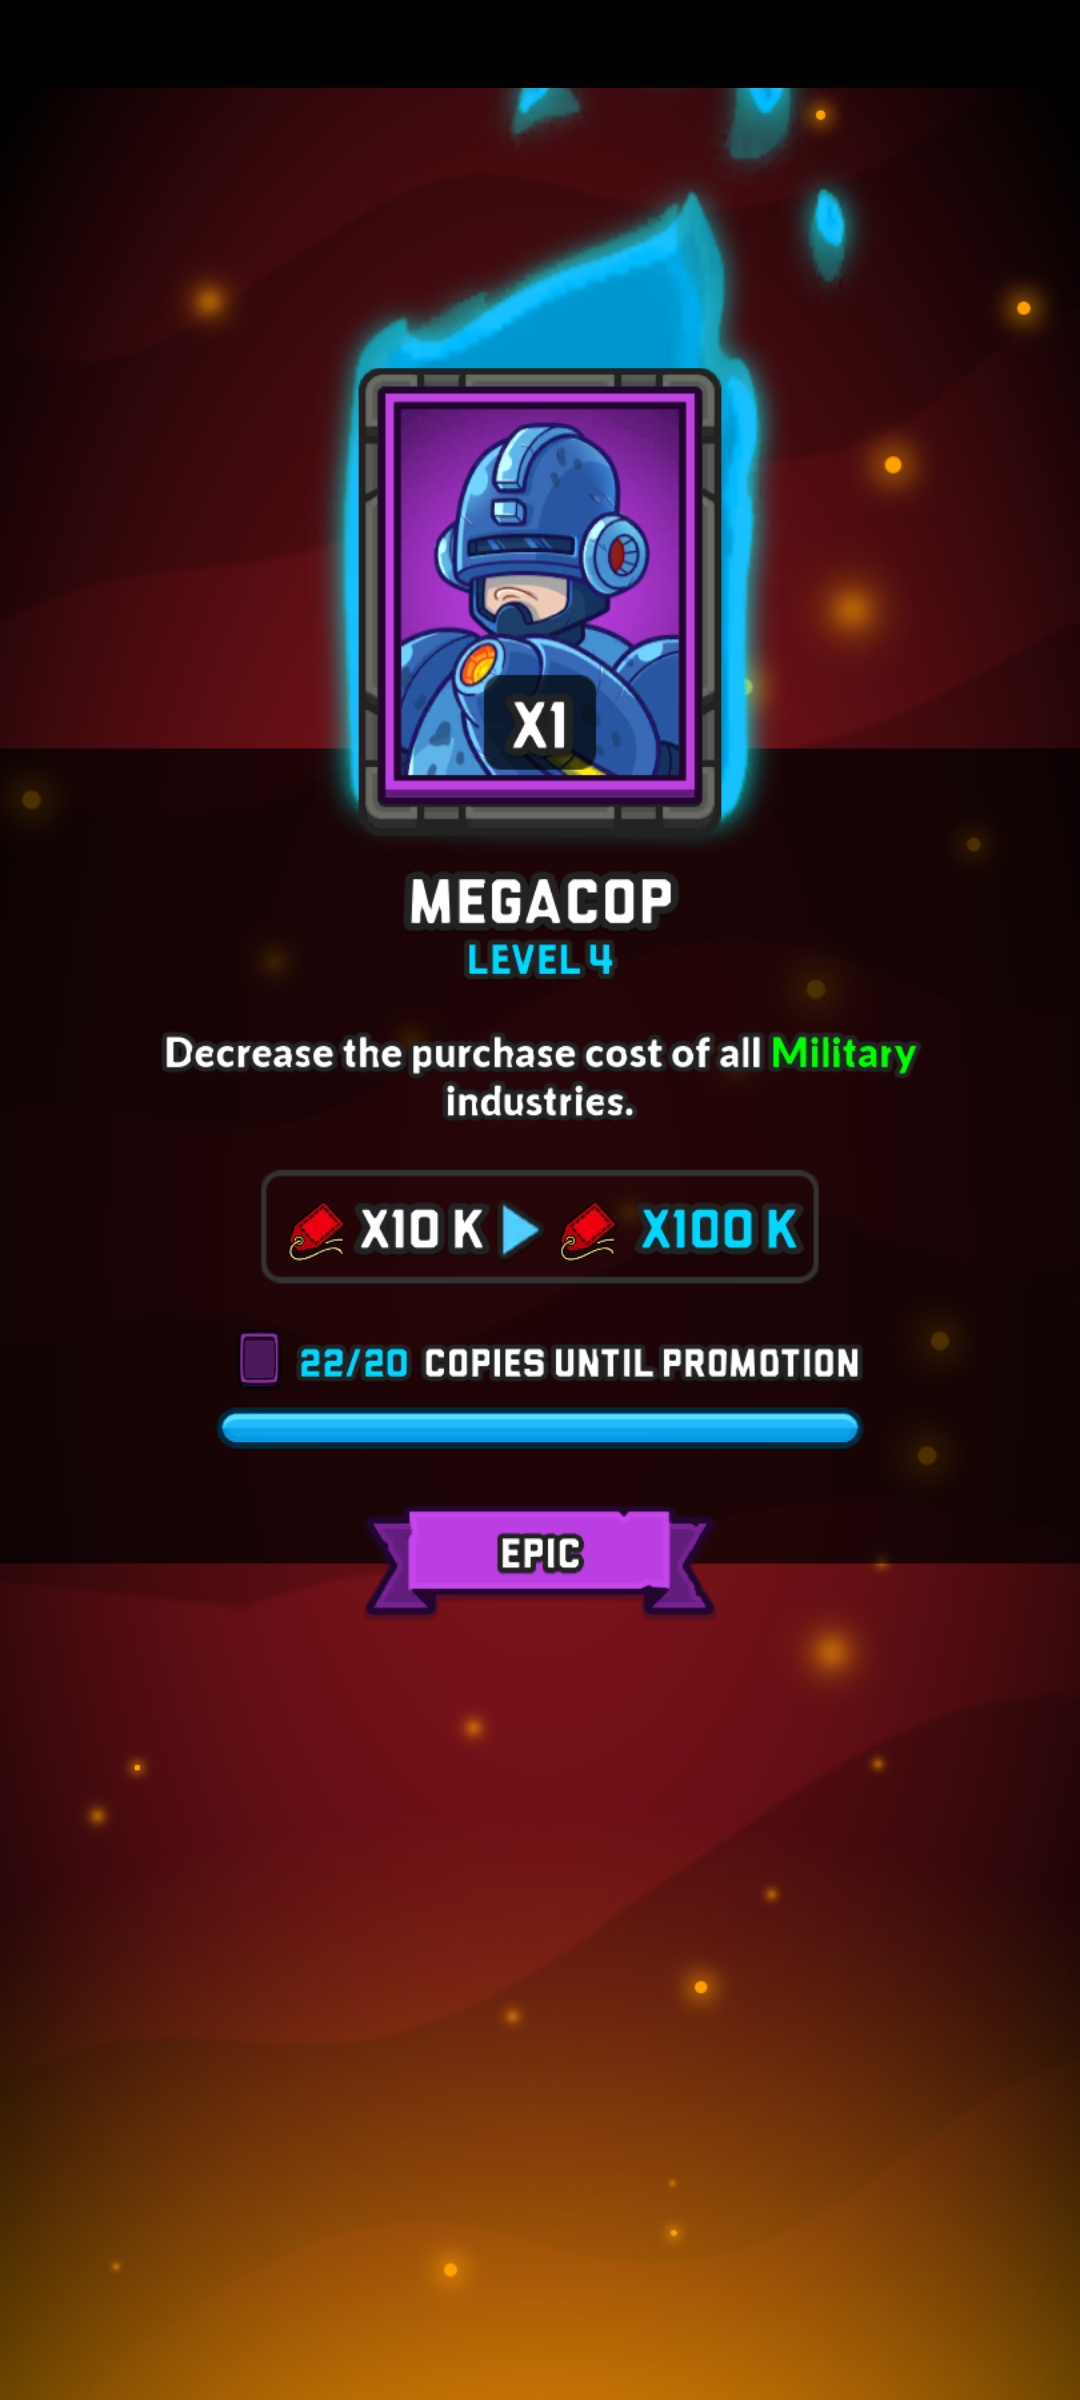 X1
MEGACOP
LEVEL 4
Decrease the purchase cost of all Military
industries.
X10 K X100 K
22/20 COPIES UNTIL PROMOTION
EPIC